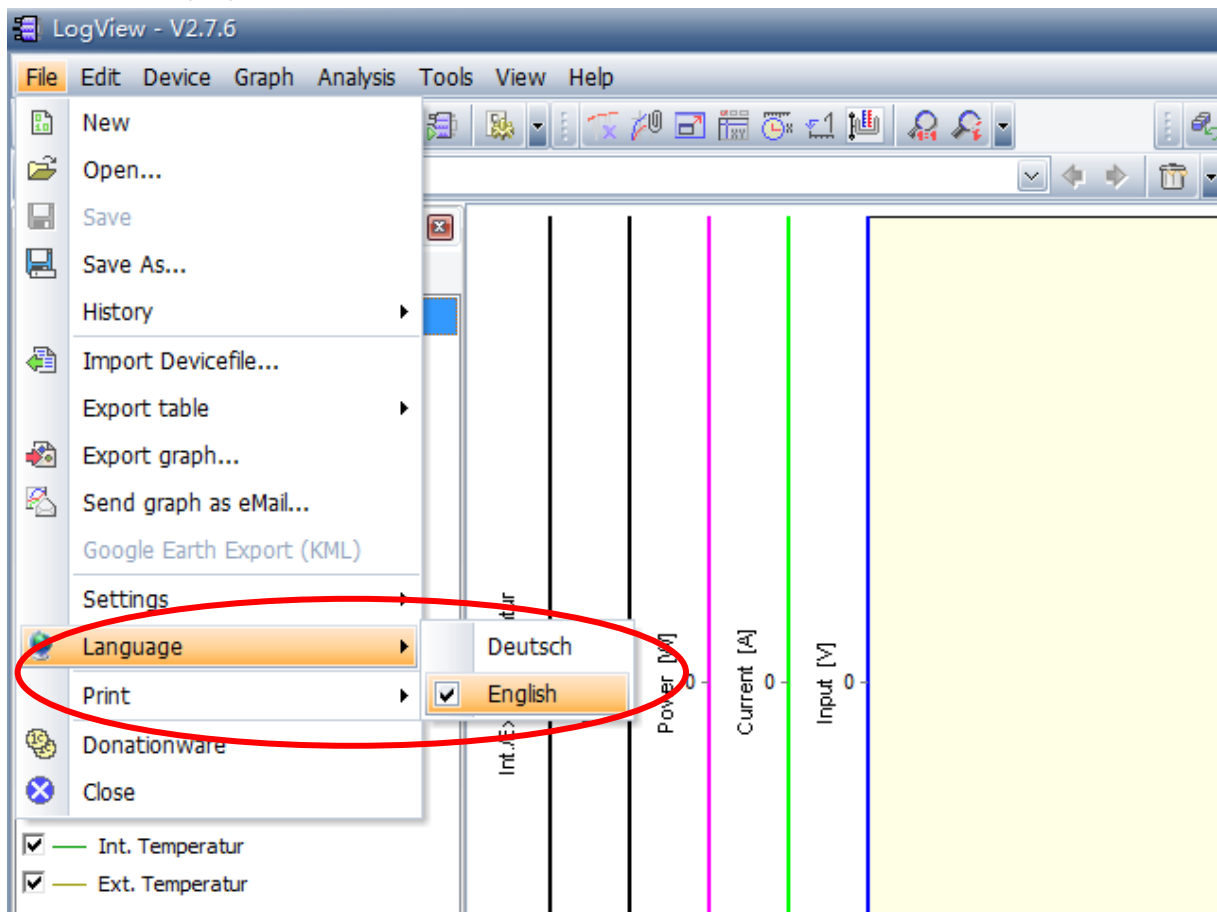 LogView - V2.7.6
File Edit Device Graph Analysis Tools View Help
New
Open...
Save
Save As...
History
Import Devicefile...
Export table
Export graph...
Send graph as eMail...
Google Earth Export (KML)
Settings
Language
Deutsch
English
Print
Donationware
Close
Int. Temperatur
Ext. Temperatur
Int./E
tur
Power [W]
0
Current [A]
0
Input [V]
0